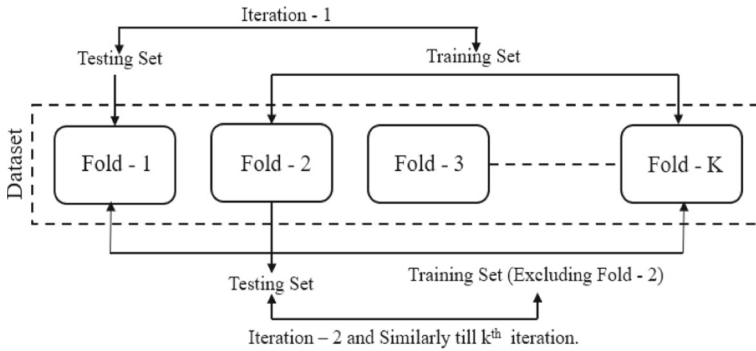 Iteration - 1
Testing Set
Training Set
Dataset
Fold - 1
Fold - 2
Fold - 3
Fold - K
Testing Set
Training Set (Excluding Fold - 2)
Iteration – 2 and Similarly till kth iteration.